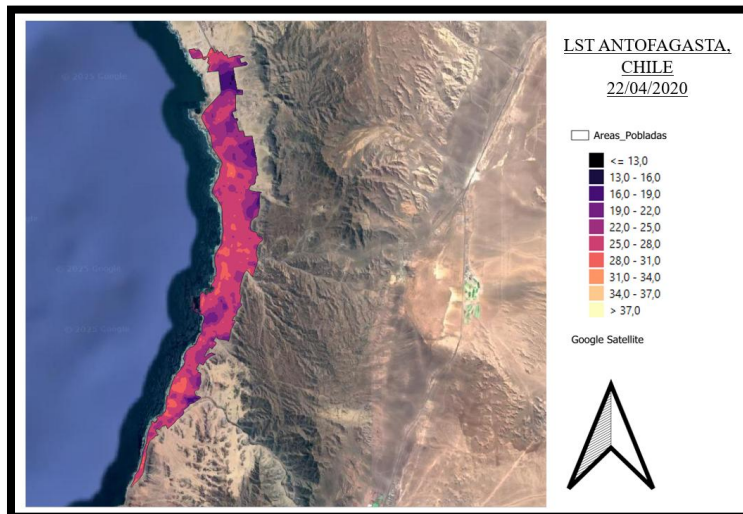 LST ANTOFAGASTA,
CHILE
22/04/2020
Areas_Pobladas
<= 13,0
13,0 - 16,0
16,0 - 19,0
19,0 - 22,0
22,0 - 25,0
25,0 - 28,0
28,0 - 31,0
31,0 - 34,0
34,0 - 37,0
> 37,0
Google Satellite